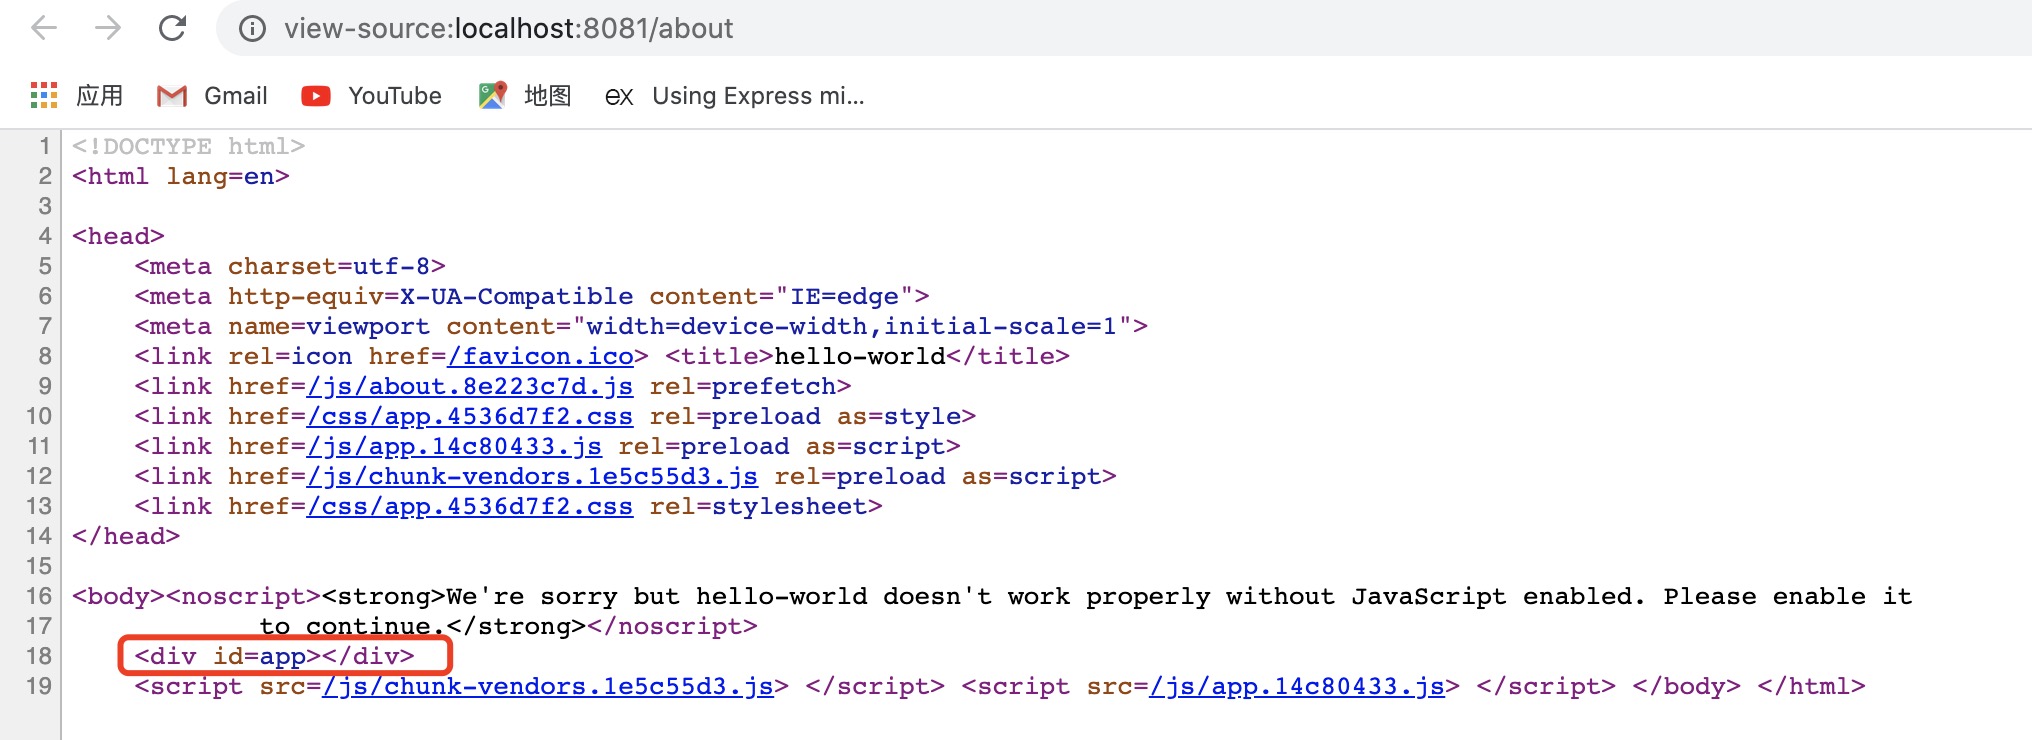 view-source:localhost:8081/about
应用 Gmail YouTube 地图 ex Using Express mi...
1 <!DOCTYPE html>
2 <html lang=en>
3
4 <head>
5 <meta charset=utf-8>
6 <meta http-equiv=X-UA-Compatible content="IE=edge">
7 <meta name=viewport content="width=device-width,initial-scale=1">
8 <link rel=icon href=/favicon.ico> <title>hello-world</title>
9 <link href=/js/about.8e223c7d.js rel=prefetch>
10 <link href=/css/app.4536d7f2.css rel=preload as=style>
11 <link href=/js/app.14c80433.js rel=preload as=script>
12 <link href=/js/chunk-vendors.1e5c55d3.js rel=preload as=script>
13 <link href=/css/app.4536d7f2.css rel=stylesheet>
14 </head>
15
16 <body><noscript><strong>We're sorry but hello-world doesn't work properly without JavaScript enabled. Please enable it
17 to continue.</strong></noscript>
18 <div id=app></div>
19 <script src=/js/chunk-vendors.1e5c55d3.js> </script> <script src=/js/app.14c80433.js> </script> </body> </html>